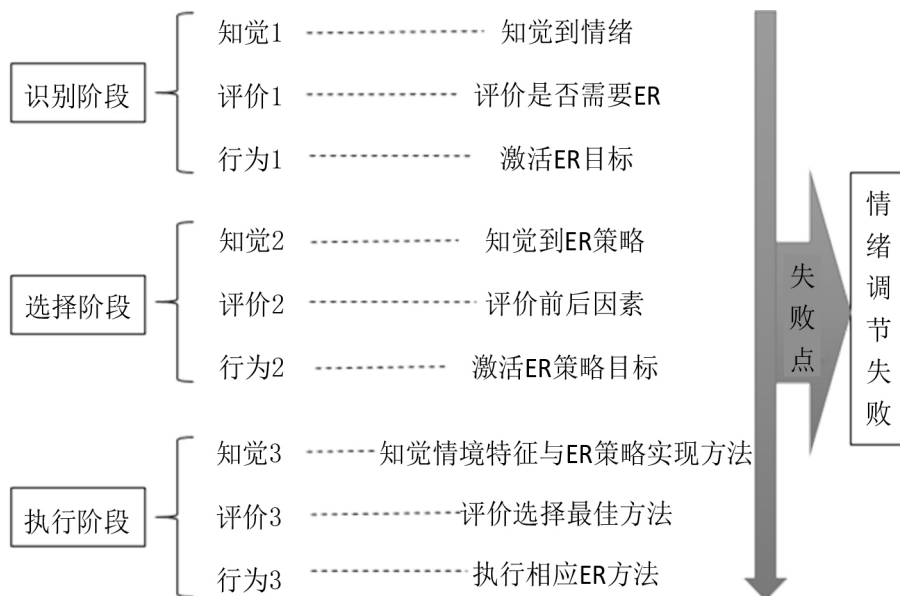 知觉1 知觉到情绪
识别阶段 评价1 评价是否需要ER
行为1 激活ER目标
知觉2 知觉到ER策略
选择阶段 评价2 评价前后因素
行为2 激活ER策略目标
知觉3 知觉情境特征与ER策略实现方法
执行阶段 评价3 评价选择最佳方法
行为3 执行相应ER方法
失败点
情绪调节失败